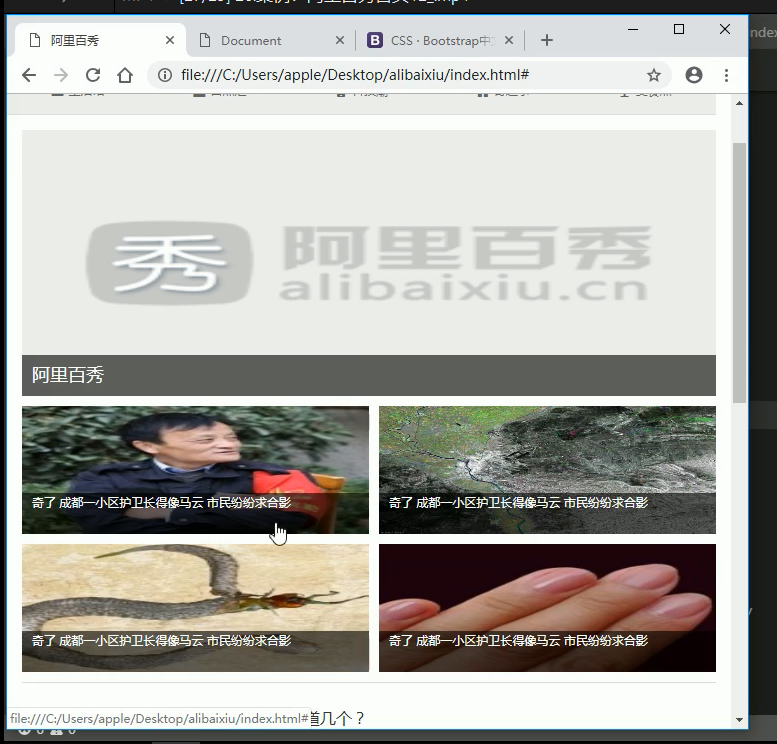 阿里百秀
Document
CSS · Bootstrap中
file:///C:/Users/apple/Desktop/alibaixiu/index.html#
秀 阿里百秀
alibaixiu.cn
阿里百秀
奇了 成都一小区护卫长得像马云 市民纷纷求合影
奇了 成都一小区护卫长得像马云 市民纷纷求合影
奇了 成都一小区护卫长得像马云 市民纷纷求合影
奇了 成都一小区护卫长得像马云 市民纷纷求合影
file:///C:/Users/apple/Desktop/alibaixiu/index.html#
道几个？